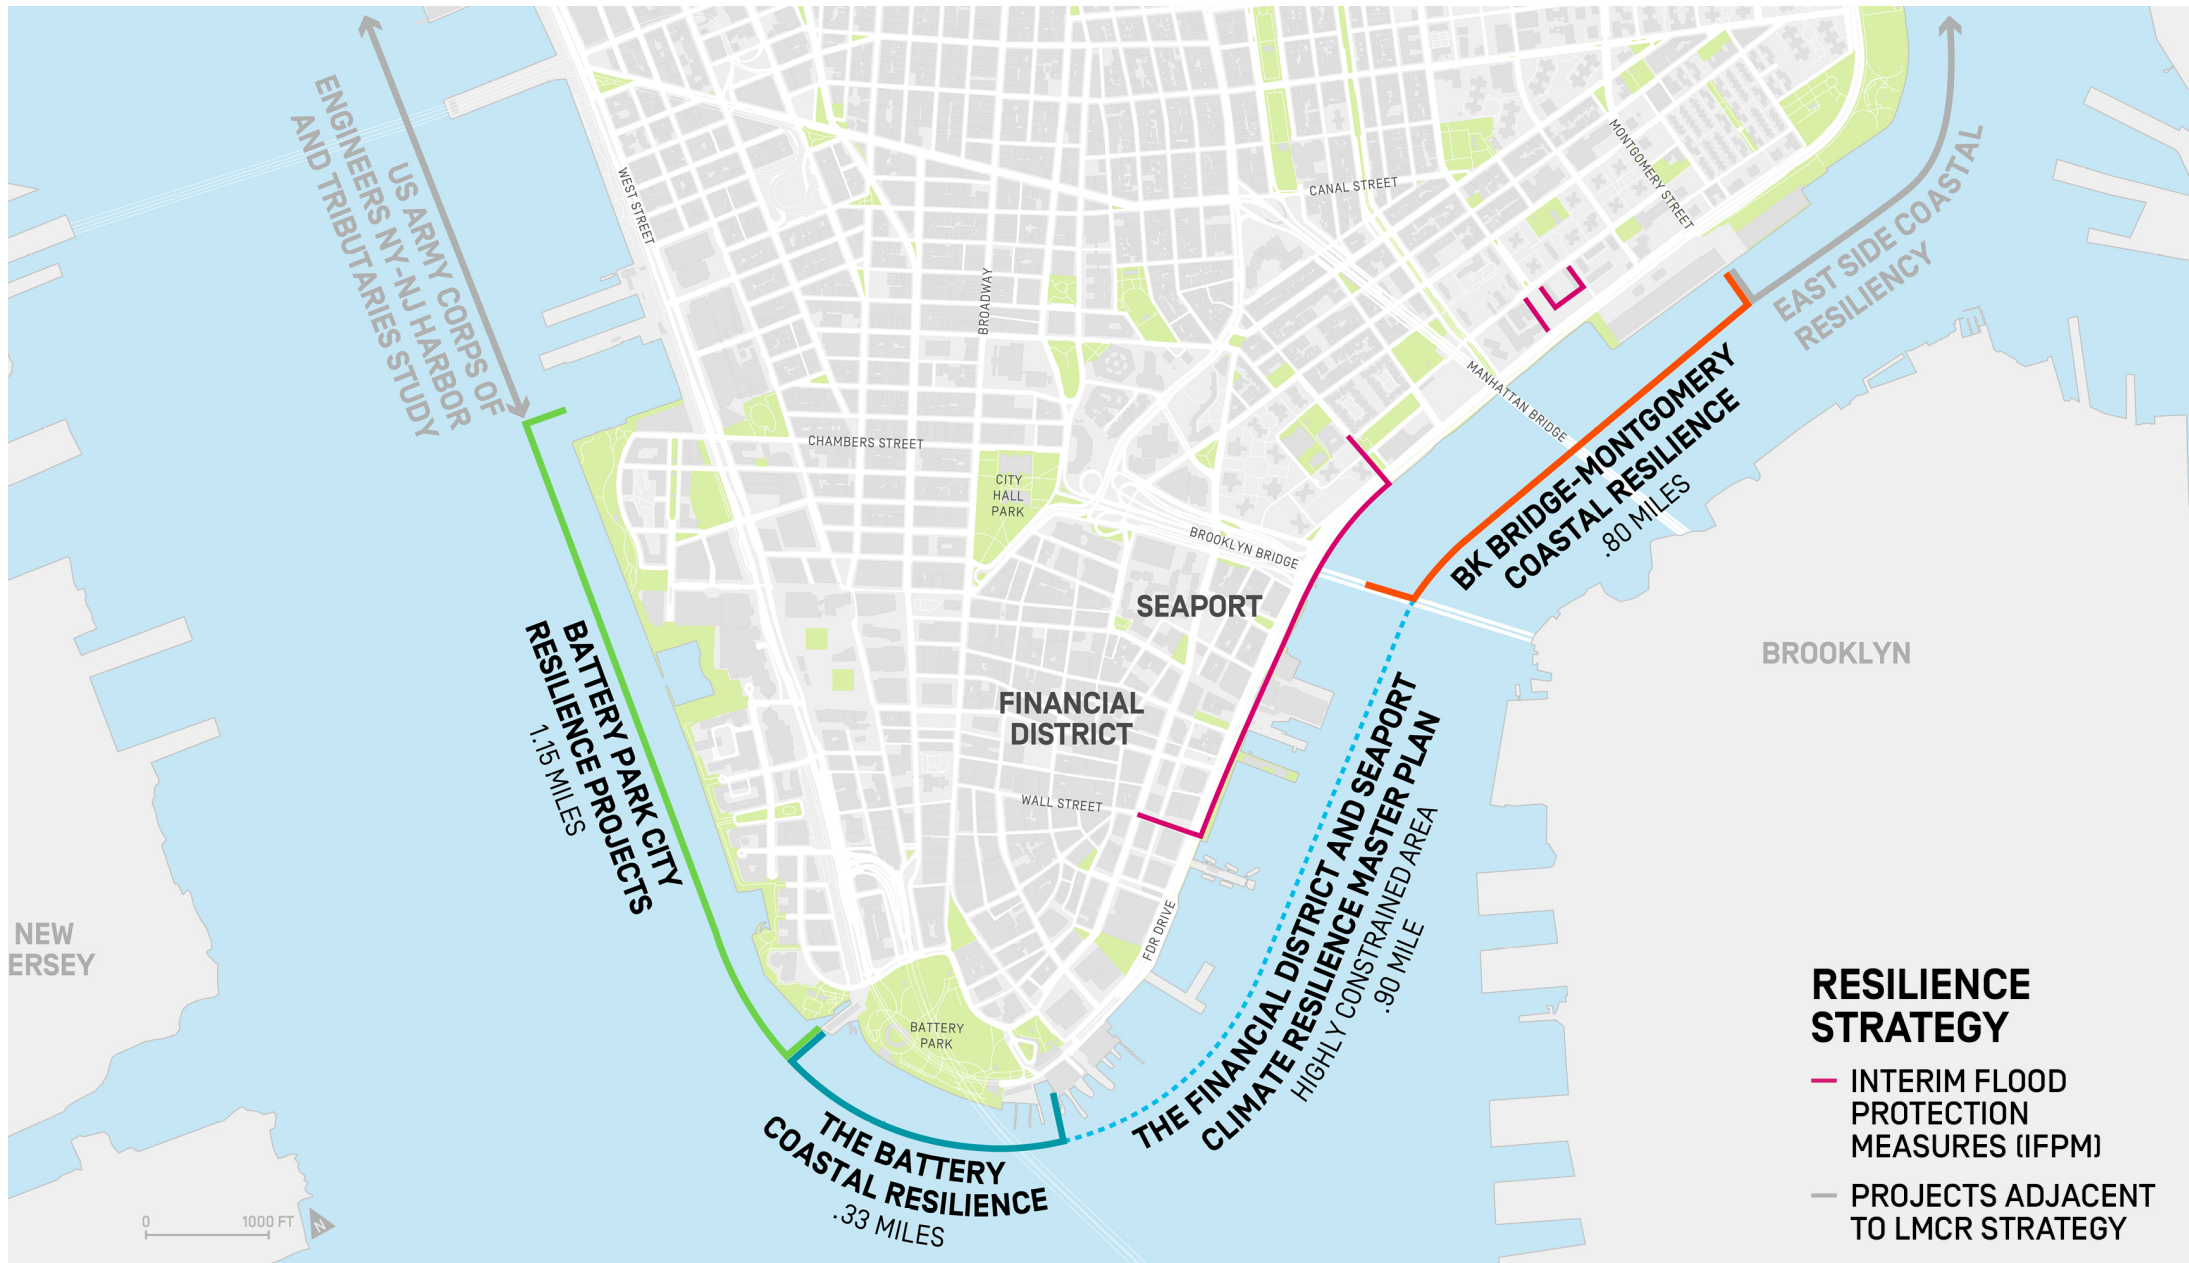 US ARMY CORPS OF
ENGINEERS NY-NJ HARBOR
AND TRIBUTARIES STUDY
WEST STREET
BROADWAY
CANAL STREET
MONTGOMERY STREET
EAST SIDE COASTAL
RESILIENCY
MANHATTAN BRIDGE
BK BRIDGE-MONTGOMERY
COASTAL RESILIENCE
.80 MILES
CHAMBERS STREET
CITY
HALL
PARK
BROOKLYN BRIDGE
SEAPORT
FINANCIAL
DISTRICT
WALL STREET
FDR DRIVE
BROOKLYN
BATTERY PARK CITY
RESILIENCE PROJECTS
1.15 MILES
THE FINANCIAL DISTRICT AND SEAPORT
CLIMATE RESILIENCE MASTER PLAN
HIGHLY CONSTRAINED AREA
.90 MILE
NEW
ERSEY
BATTERY
PARK
THE BATTERY
COASTAL RESILIENCE
.33 MILES
0 1000 FT
N
RESILIENCE
STRATEGY
INTERIM FLOOD
PROTECTION
MEASURES (IFPM)
PROJECTS ADJACENT
TO LMCR STRATEGY